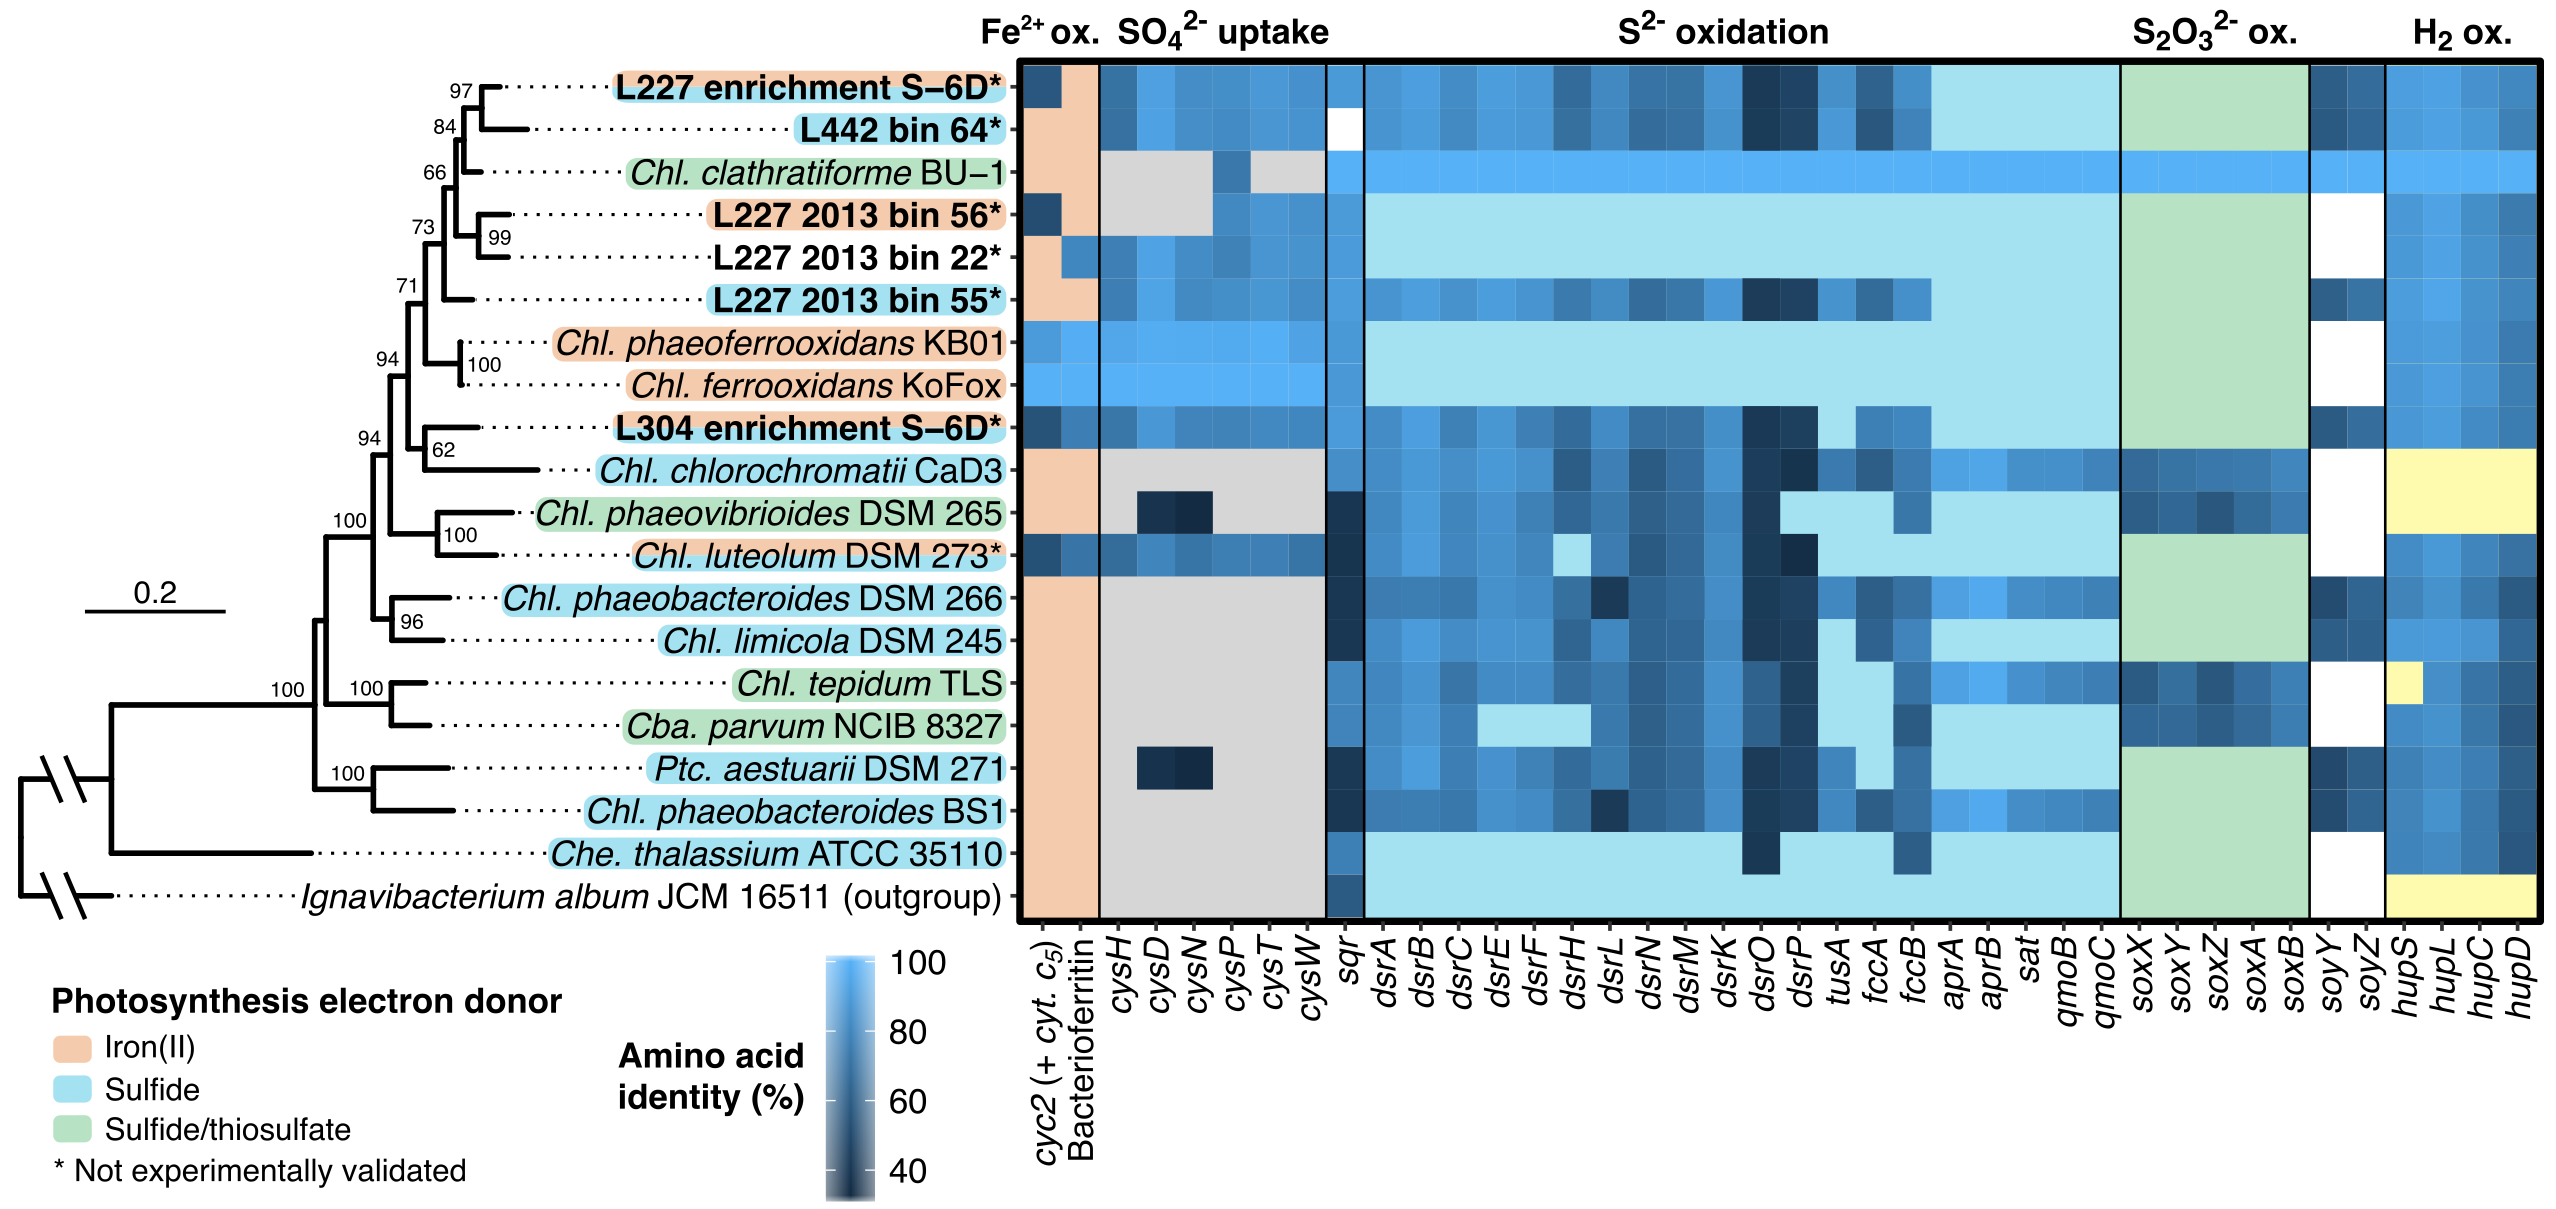 Fe²⁺ ox. SO₄²⁻ uptake S²⁻ oxidation S₂O₃²⁻ ox. H₂ ox.
97 L227 enrichment S–6D*
84 L442 bin 64*
66 Chl. clathratiforme BU–1
73 L227 2013 bin 56*
99 L227 2013 bin 22*
71 L227 2013 bin 55*
94 Chl. phaeoferrooxidans KB01
100 Chl. ferrooxidans KoFox
94 L304 enrichment S–6D*
62 Chl. chlorochromatii CaD3
100 Chl. phaeovibrioides DSM 265
100 Chl. luteolum DSM 273*
0.2 Chl. phaeobacteroides DSM 266
96 Chl. limicola DSM 245
100 100 Chl. tepidum TLS
Cba. parvum NCIB 8327
100 Ptc. aestuarii DSM 271
Chl. phaeobacteroides BS1
Che. thalassium ATCC 35110
Ignavibacterium album JCM 16511 (outgroup)
cyc2 (+ cyt. c₅)
Bacterioferritin
cysH
cysD
cysN
cysP
cysT
cysW
sqr
dsrA
dsrB
dsrC
dsrE
dsrF
dsrH
dsrL
dsrN
dsrM
dsrK
dsrO
dsrP
tusA
fccA
fccB
aprA
aprB
sat
qmoB
qmoC
soxX
soxY
soxZ
soxA
soxB
soyY
soyZ
hupS
hupL
hupC
hupD
Photosynthesis electron donor
Iron(II)
Sulfide
Sulfide/thiosulfate
* Not experimentally validated
Amino acid
identity (%)
100
80
60
40